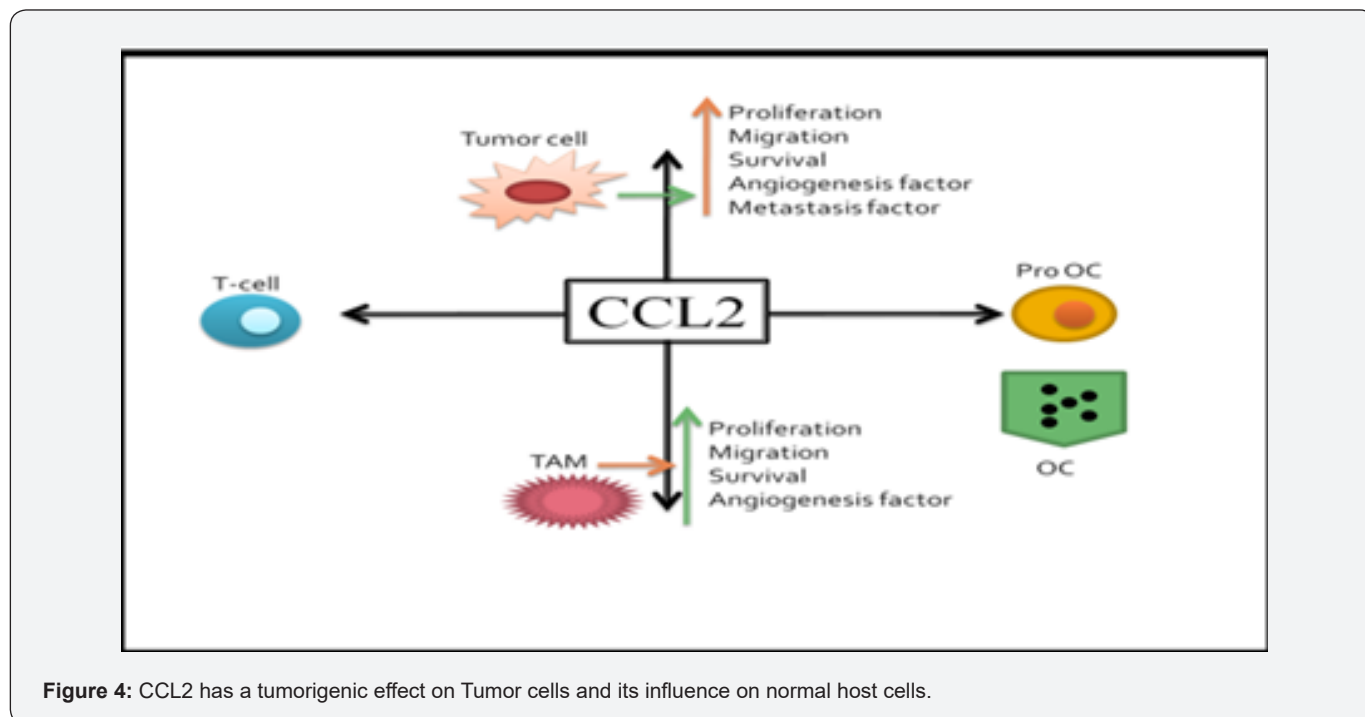 Tumor cell
Proliferation
Migration
Survival
Angiogenesis factor
Metastasis factor
T-cell
CCL2
Pro OC
OC
TAM
Proliferation
Migration
Survival
Angiogenesis factor
Figure 4: CCL2 has a tumorigenic effect on Tumor cells and its influence on normal host cells.